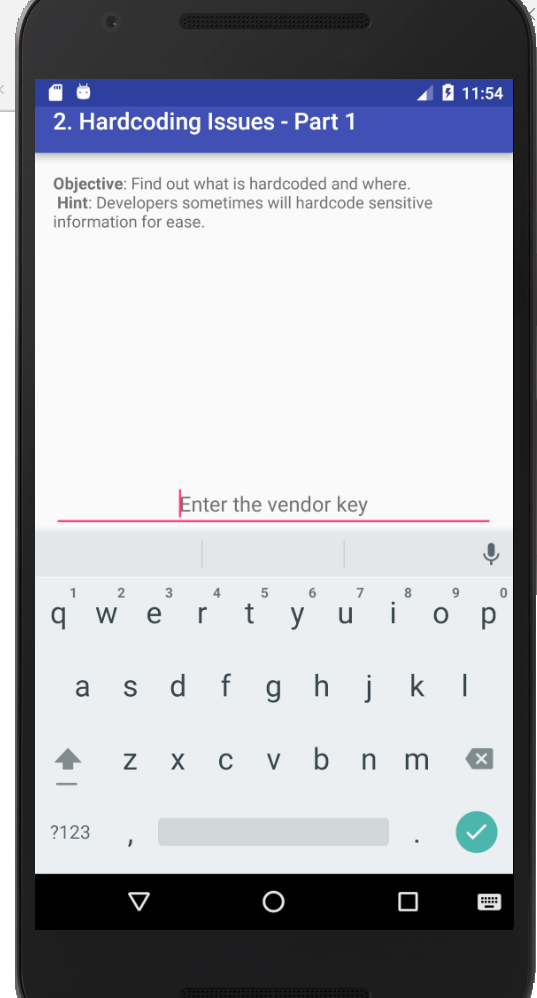 11:54
2. Hardcoding Issues - Part 1
Objective: Find out what is hardcoded and where.
Hint: Developers sometimes will hardcode sensitive
information for ease.
Enter the vendor key
1 2 3 4 5 6 7 8 9 0
q w e r t y u i o p
a s d f g h j k l
z x c v b n m
?123 , .